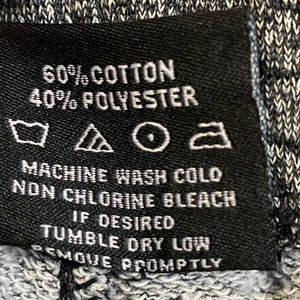 60% COTTON
40% POLYESTER
MACHINE WASH COLD
NON CHLORINE BLEACH
IF DESIRED
TUMBLE DRY LOW
REMOVE PROMPTLY